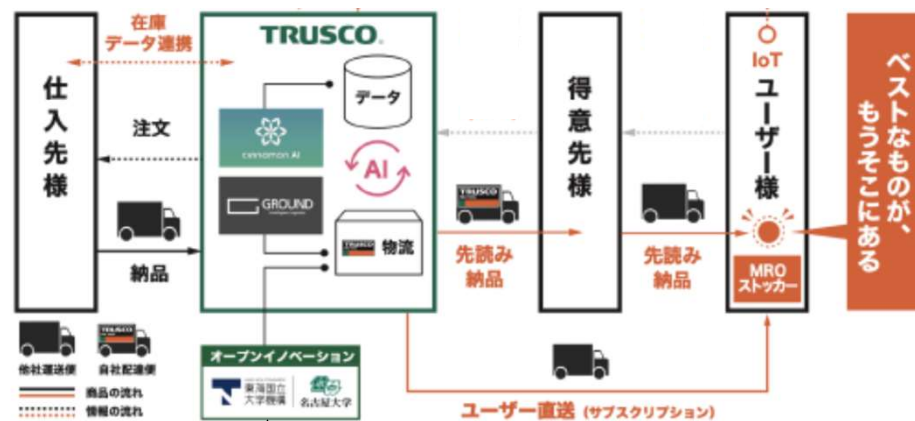 在庫
データ連携
TRUSCO
仕入先様
注文
納品
cinnamon AI
GROUND
データ
AI
TRUSCO
物流
TRUSCO
先読み
納品
得意先様
先読み
納品
IoT
ユーザー様
MRO
ストッカー
ベストなものが、
もうそこにある
他社運送便
TRUSCO
自社配達便
商品の流れ
情報の流れ
オープンイノベーション
東海国立
大学機構
名古屋大学
ユーザー直送(サブスクリプション)